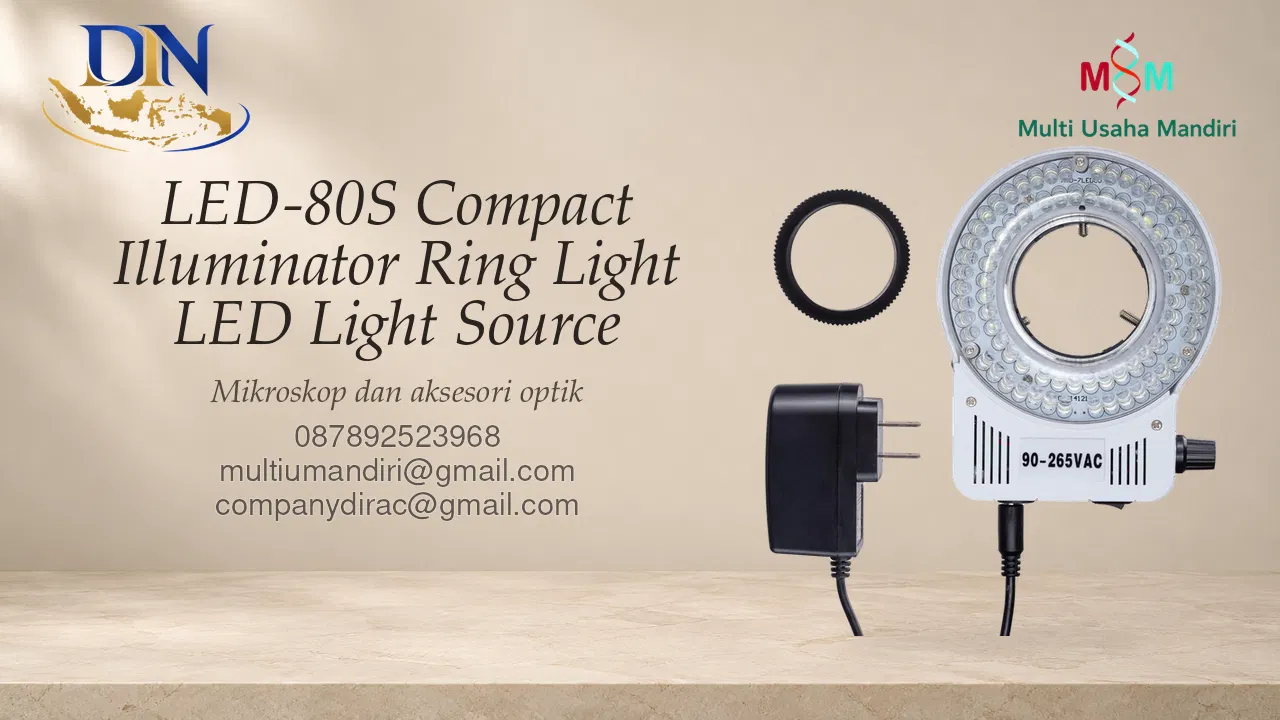 DIN
M M
Multi Usaha Mandiri
LED-80S Compact
Illuminator Ring Light
LED Light Source
Mikroskop dan aksesori optik
087892523968
multiumandiri@gmail.com
companydirac@gmail.com
90-265VAC